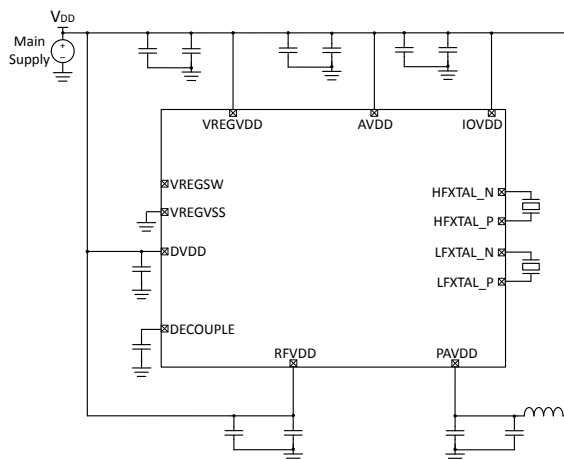 VDD
Main
Supply
+
–
VREGVDD
AVDD
IOVDD
VREGSW
HFXTAL_N
VREGVSS
HFXTAL_P
DVDD
LFXTAL_N
LFXTAL_P
DECOUPLE
RFVDD
PAVDD